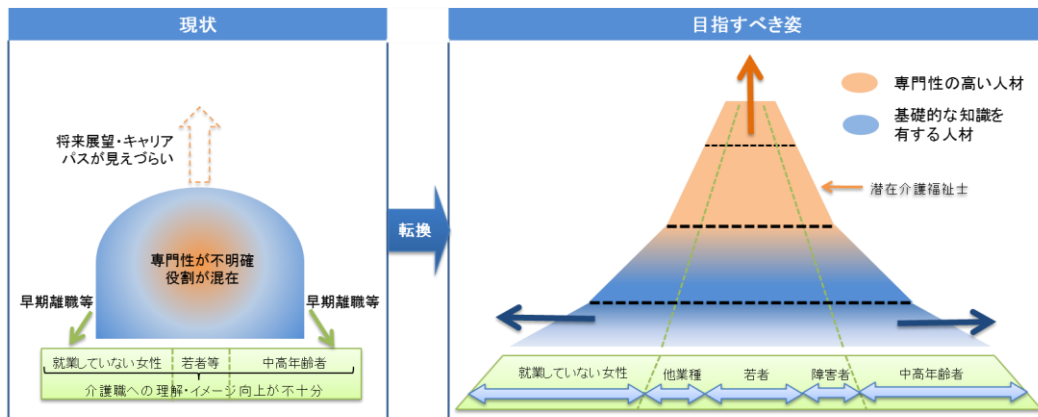 現状
将来展望・キャリア
パスが見えづらい
専門性が不明確
役割が混在
早期離職等
早期離職等
就業していない女性
若者等
中高年齢者
介護職への理解・イメージ向上が不十分
転換
目指すべき姿
専門性の高い人材
基礎的な知識を
有する人材
潜在介護福祉士
就業していない女性
他業種
若者
障害者
中高年齢者